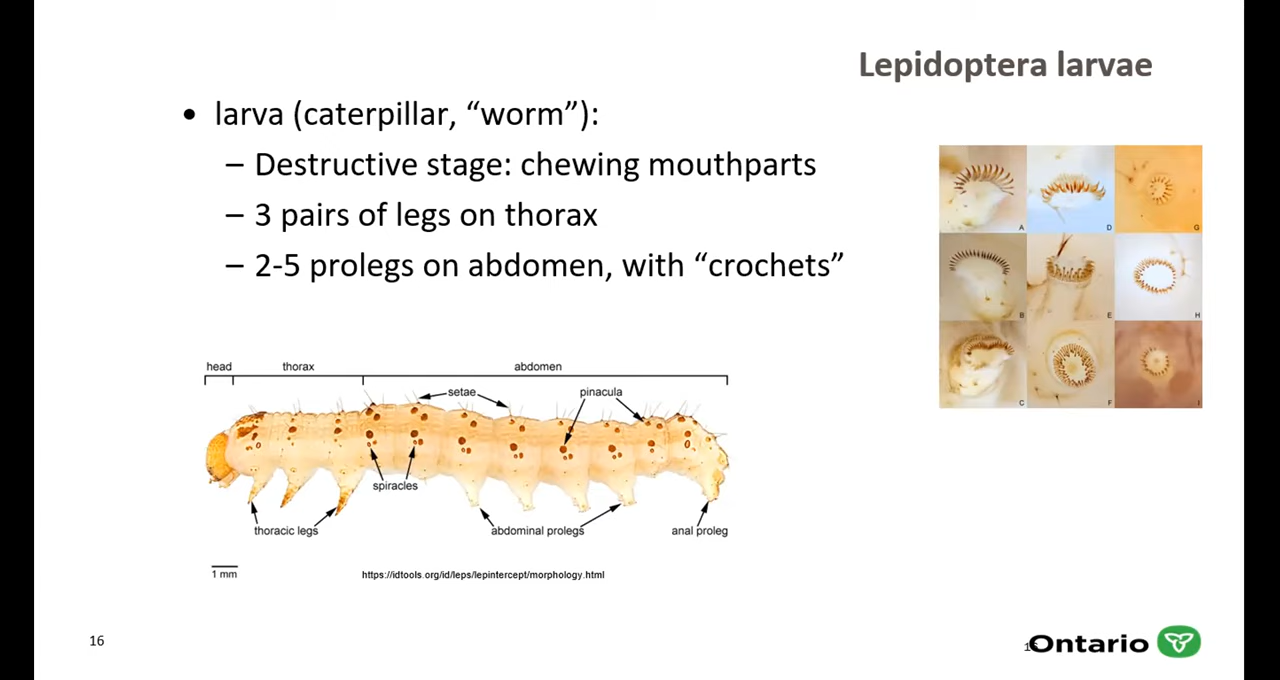 Lepidoptera larvae
• larva (caterpillar, “worm”):
– Destructive stage: chewing mouthparts
– 3 pairs of legs on thorax
– 2-5 prolegs on abdomen, with “crochets”
A
D
G
B
E
H
C
F
I
head
thorax
abdomen
setae
pinacula
spiracles
thoracic legs
abdominal prolegs
anal proleg
1 mm
https://idtools.org/id/leps/lepintercept/morphology.html
16
Ontario